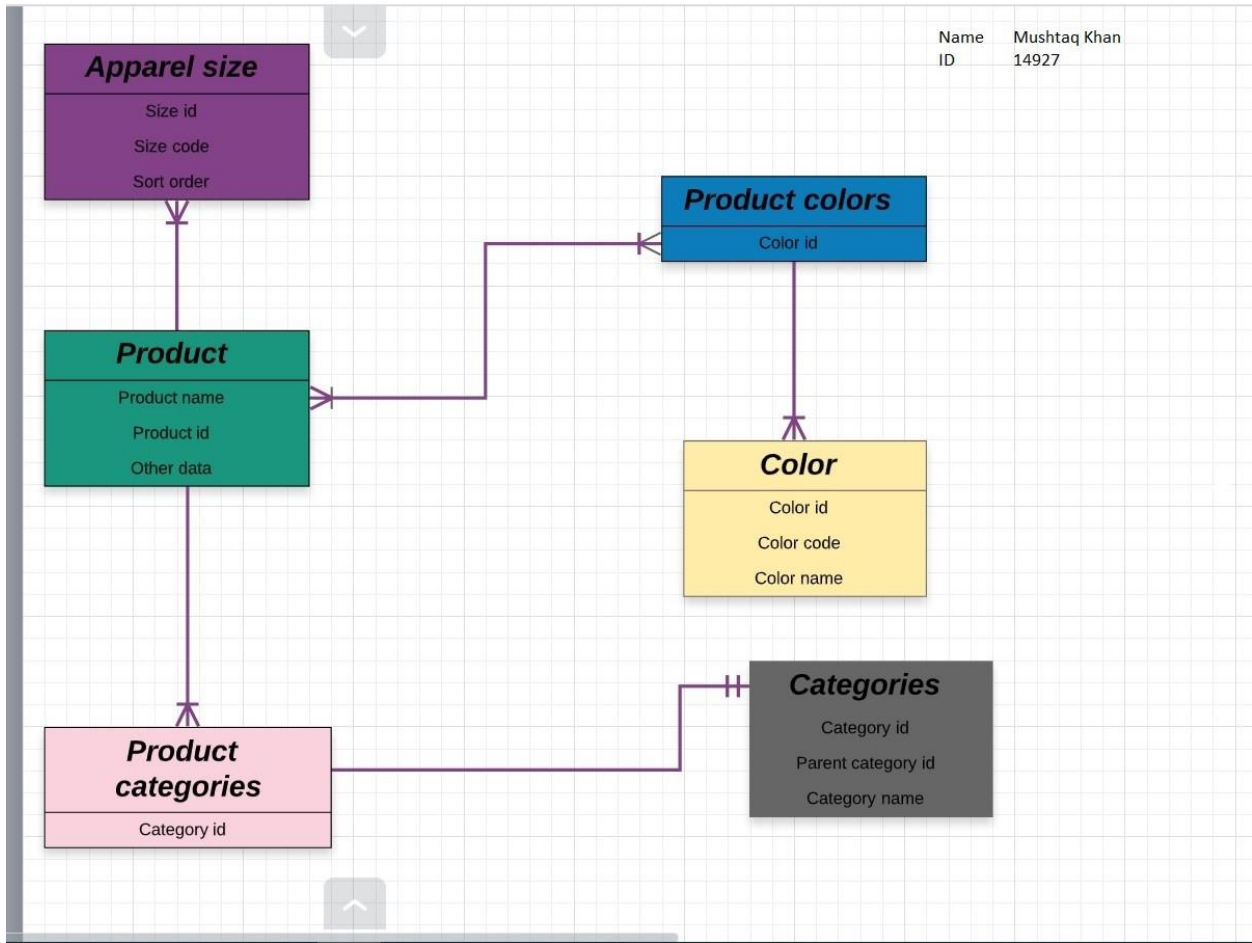 Name Mushtaq Khan
ID 14927
Apparel size
Size id
Size code
Sort order
Product colors
Color id
Product
Product name
Product id
Other data
Color
Color id
Color code
Color name
Categories
Category id
Parent category id
Category name
Product
categories
Category id